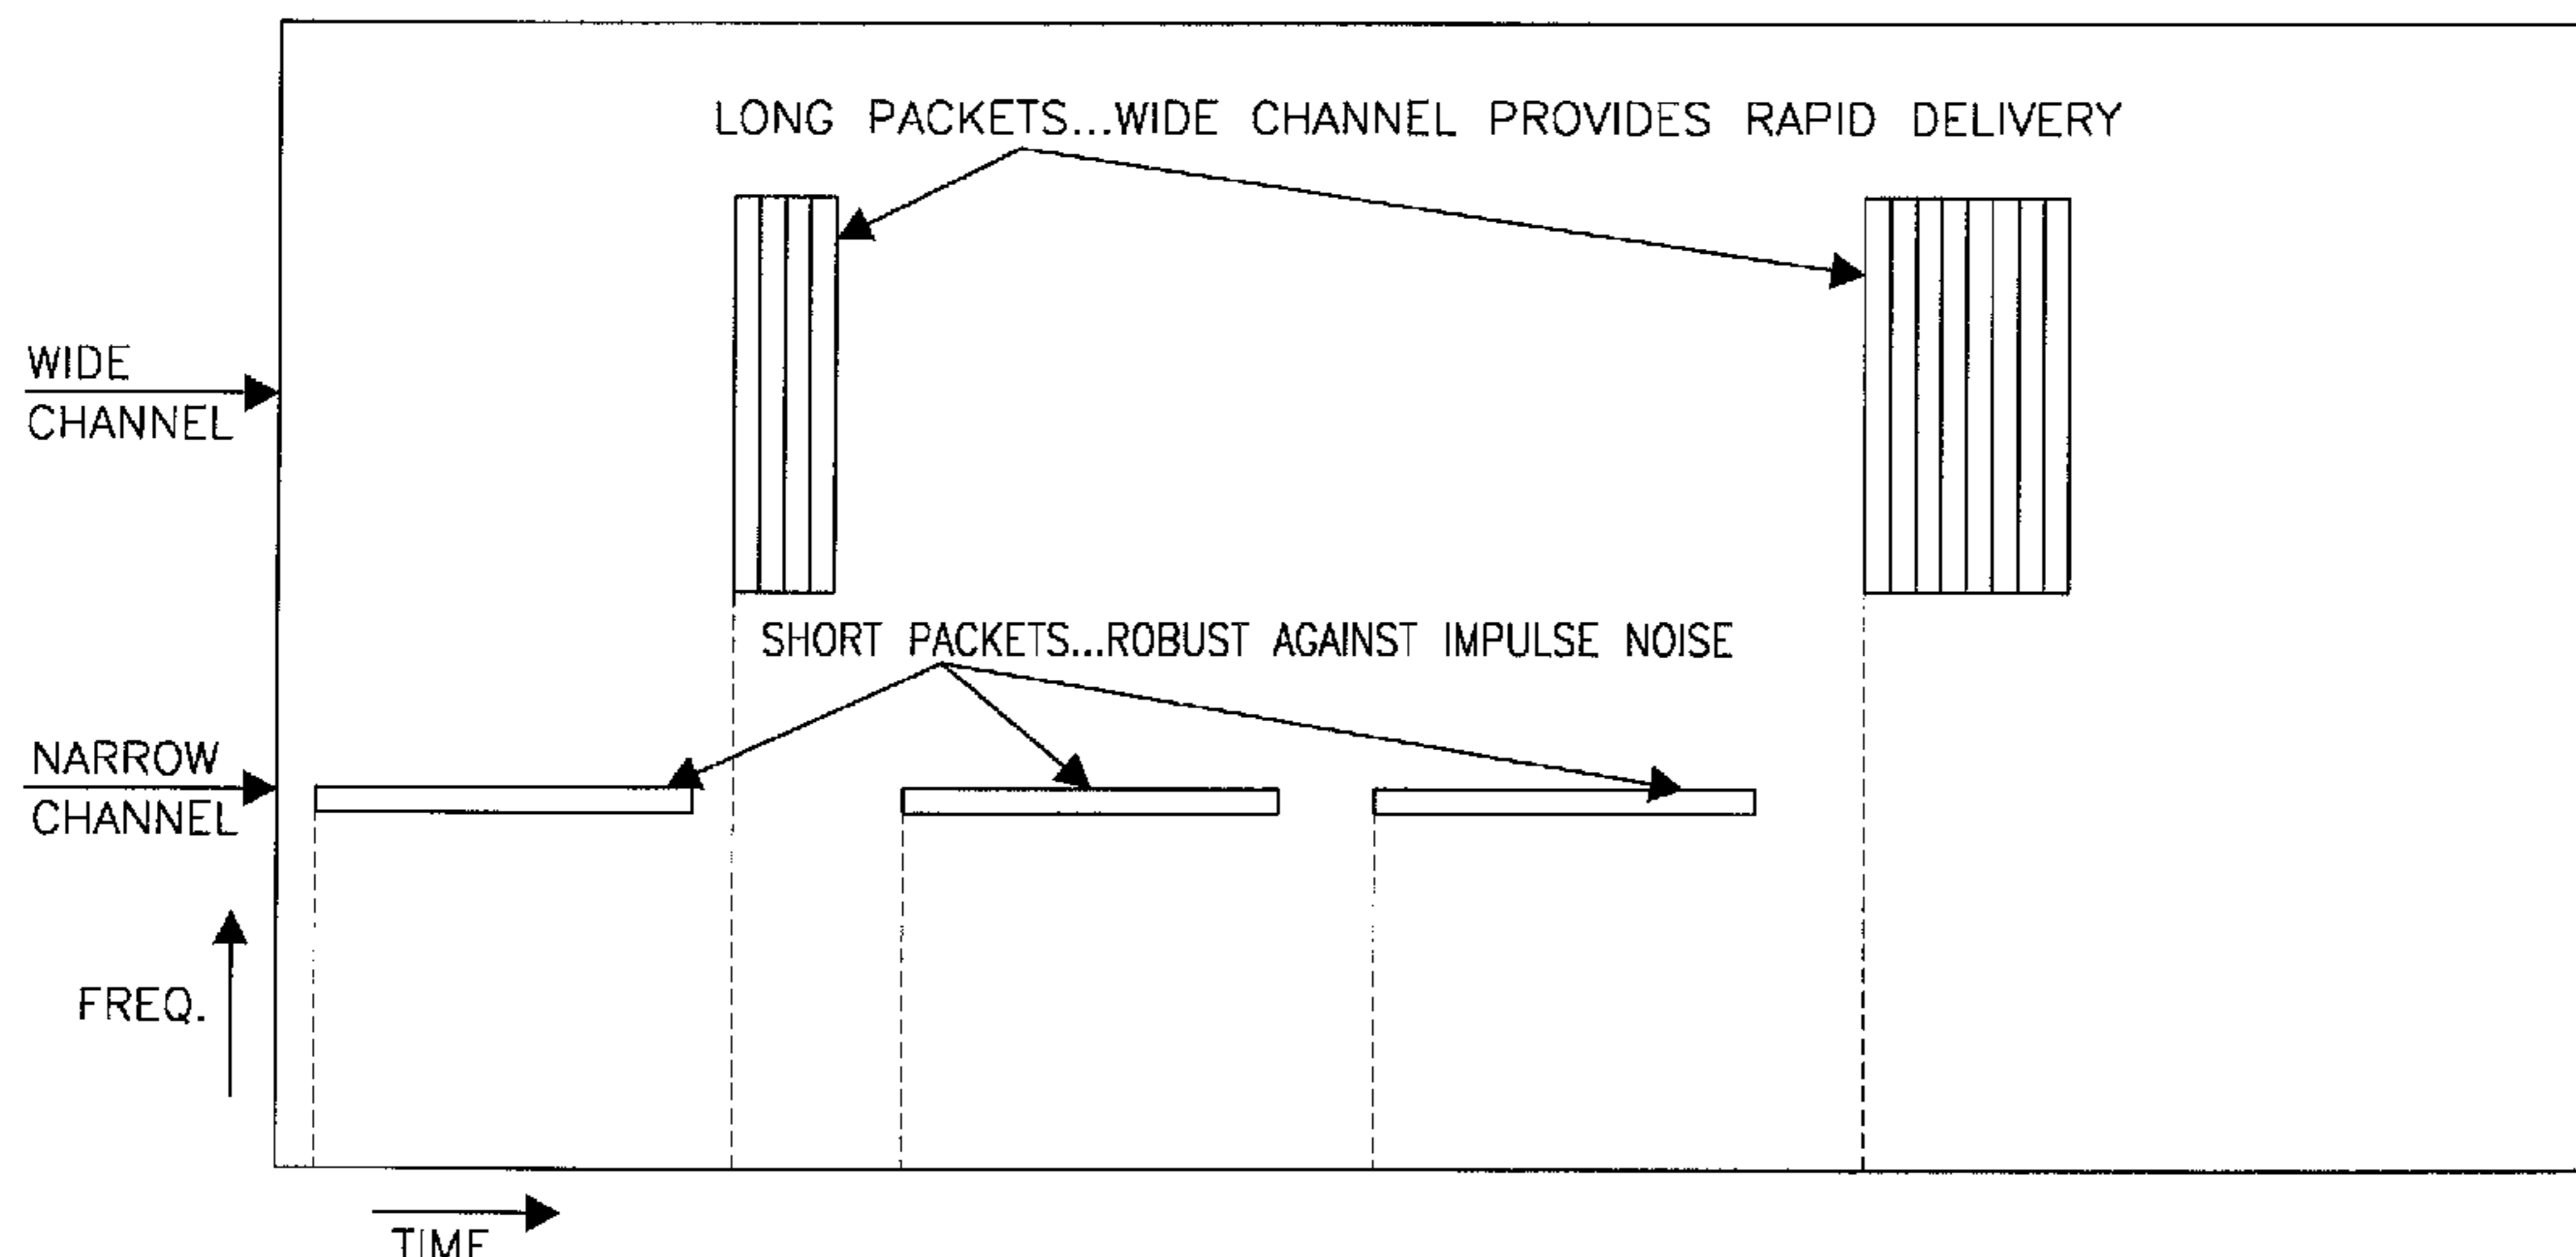 LONG PACKETS...WIDE CHANNEL PROVIDES RAPID DELIVERY
WIDE
CHANNEL
SHORT PACKETS...ROBUST AGAINST IMPULSE NOISE
NARROW
CHANNEL
FREQ.
TIME